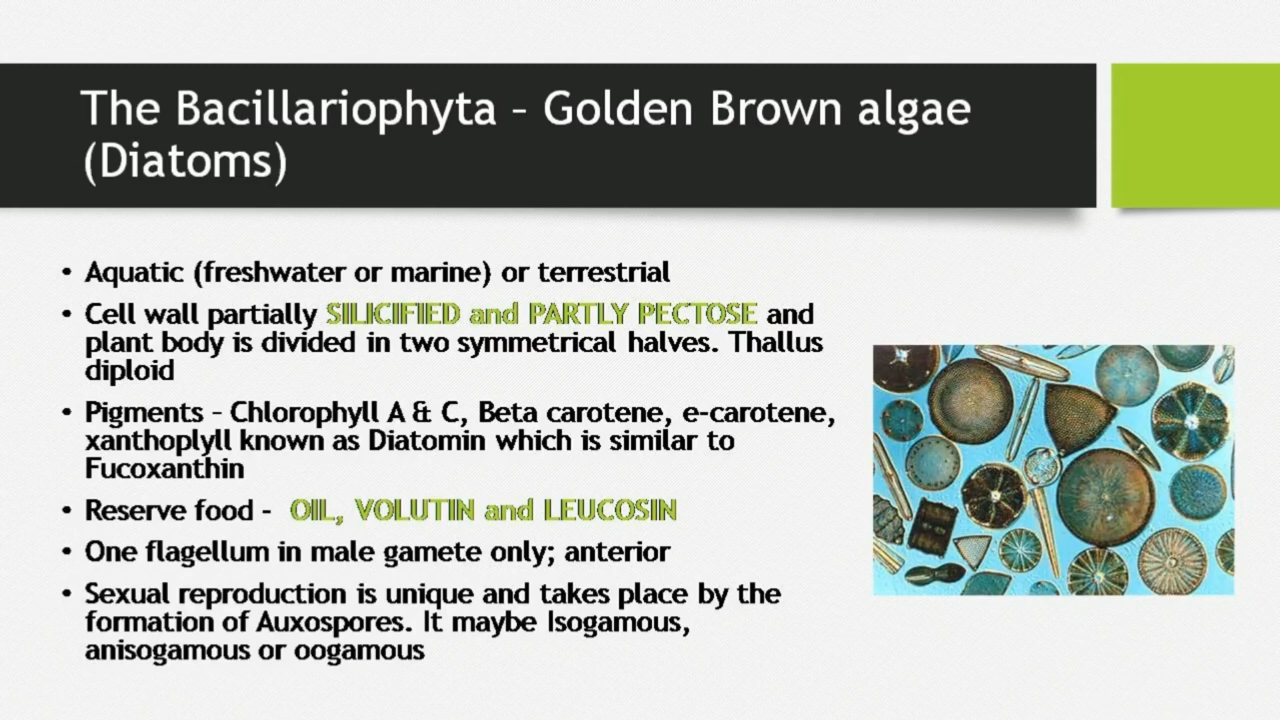 The Bacillariophyta – Golden Brown algae
(Diatoms)
• Aquatic (freshwater or marine) or terrestrial
• Cell wall partially SILICIFIED and PARTLY PECTOSE and
plant body is divided in two symmetrical halves. Thallus
diploid
• Pigments - Chlorophyll A & C, Beta carotene, e-carotene,
xanthoplyll known as Diatomin which is similar to
Fucoxanthin
• Reserve food - OIL, VOLUTIN and LEUCOSIN
• One flagellum in male gamete only; anterior
• Sexual reproduction is unique and takes place by the
formation of Auxospores. It maybe Isogamous,
anisogamous or oogamous